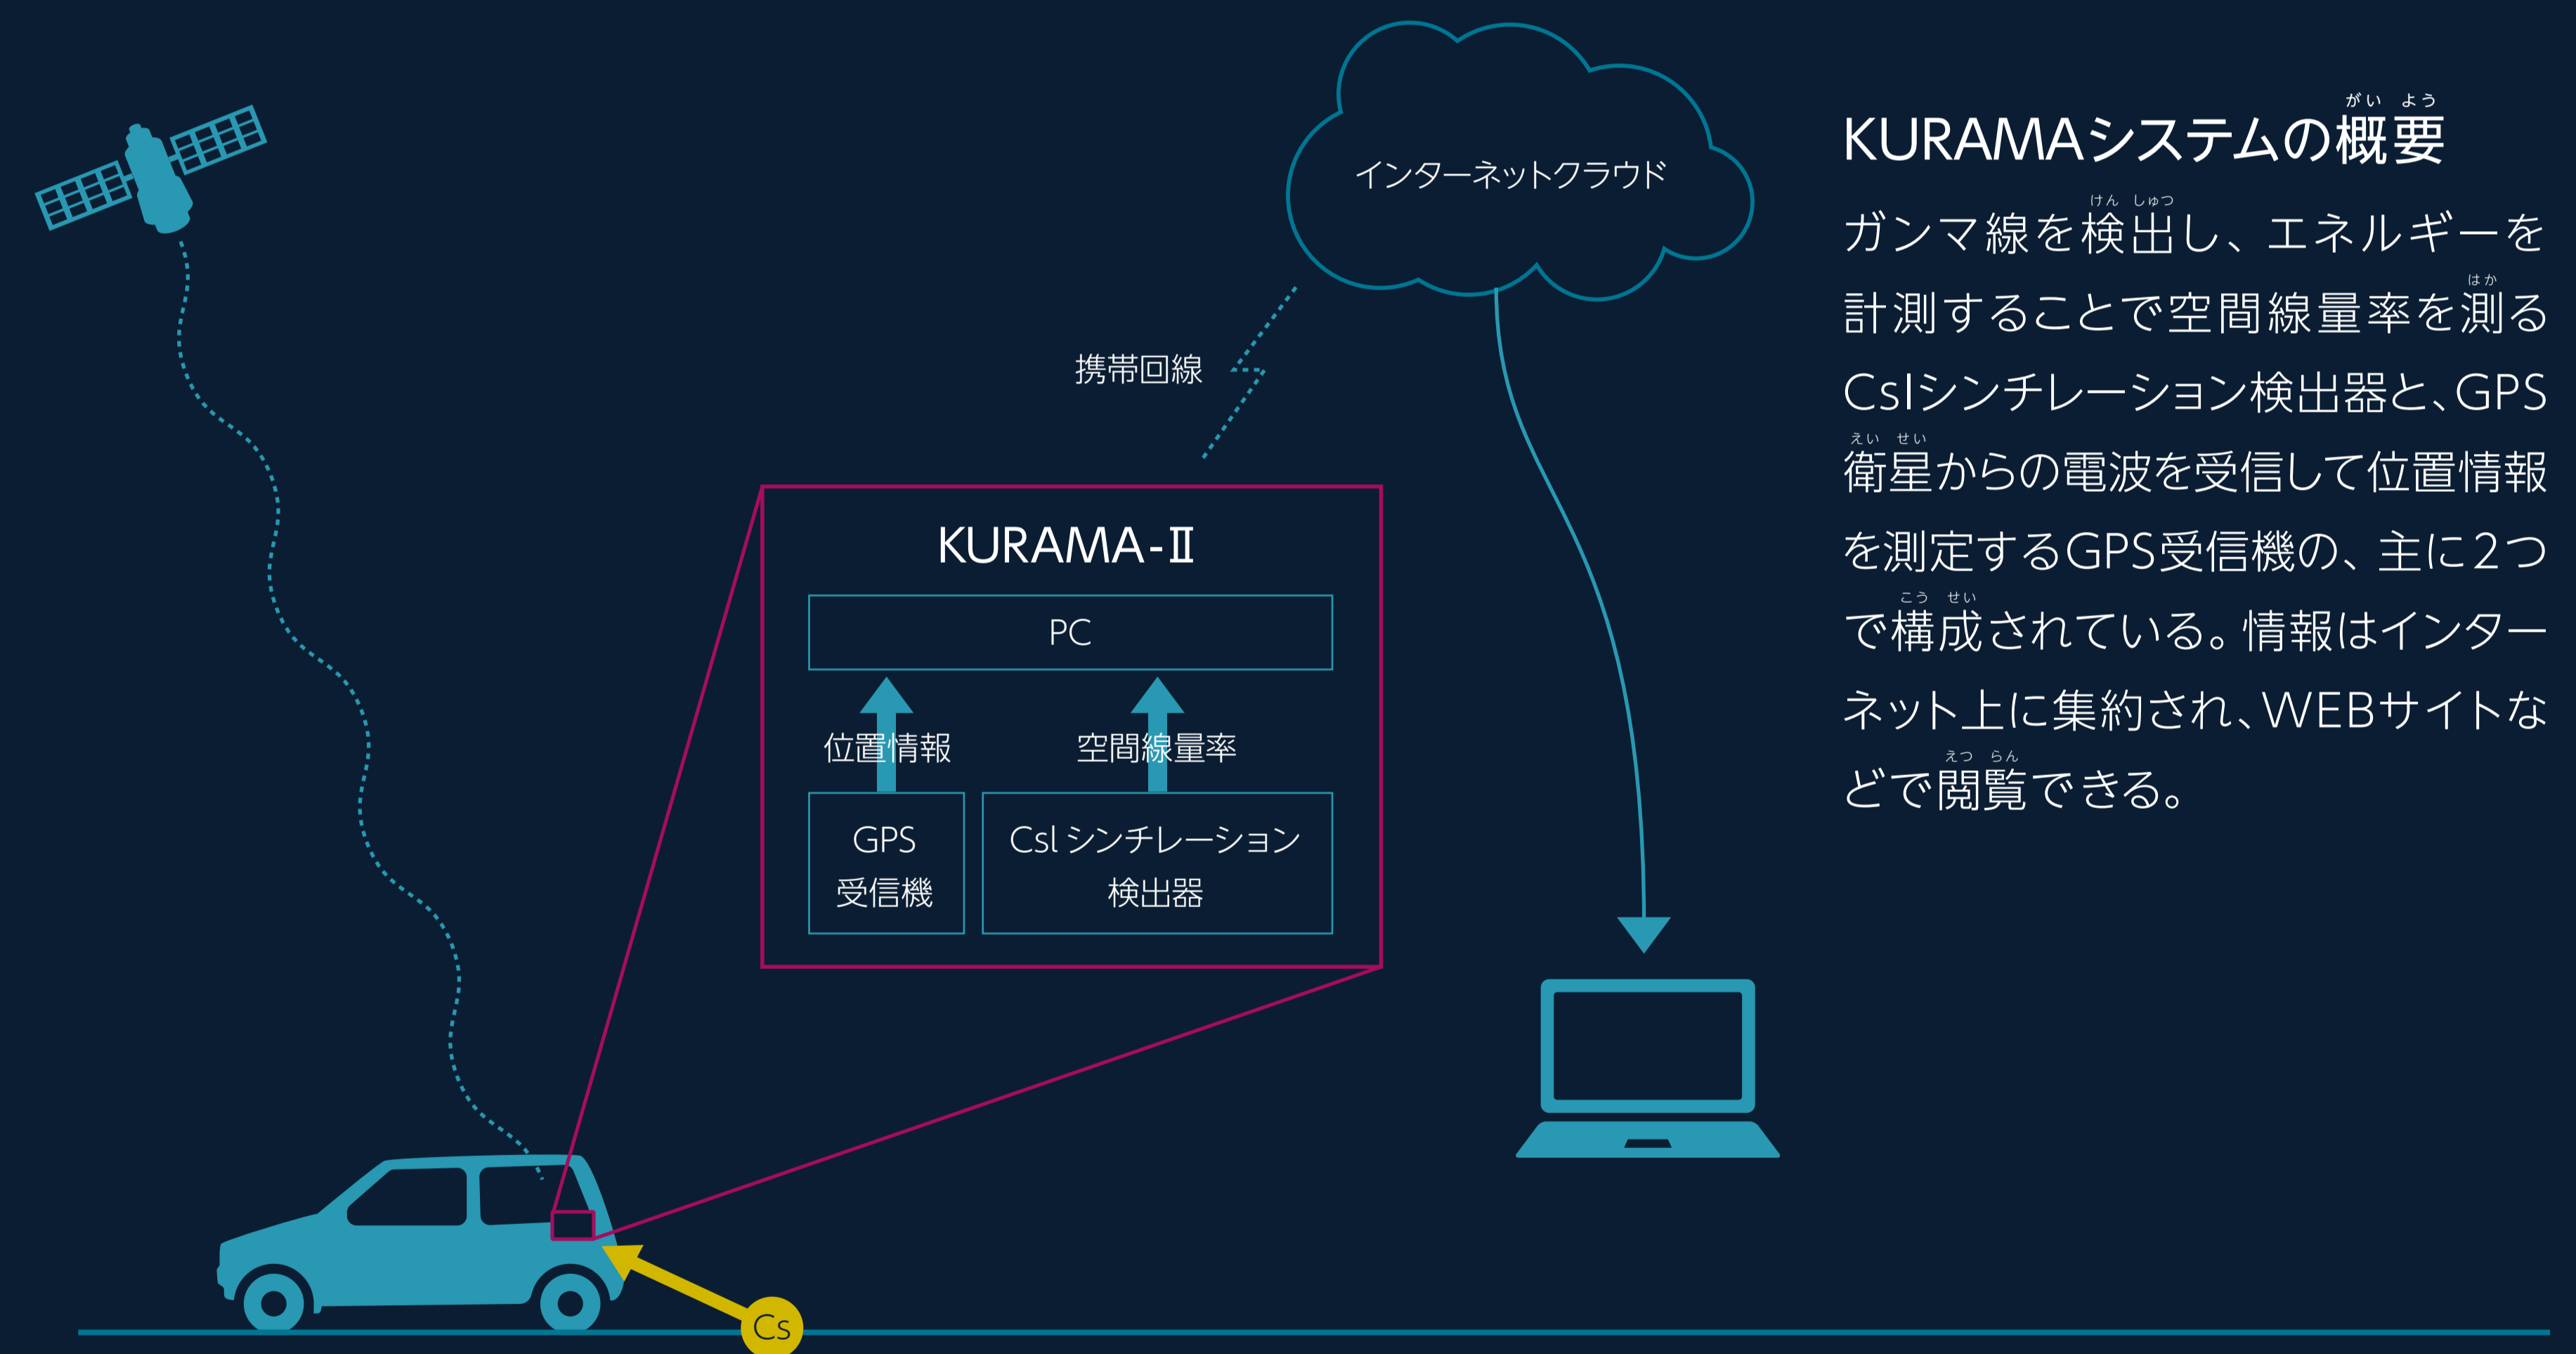 インターネットクラウド
携帯回線
KURAMA-Ⅱ
PC
位置情報
空間線量率
GPS
受信機
CsI シンチレーション
検出器
Cs
がい よう
KURAMAシステムの概要
けん しゅつ
ガンマ線を検出し、エネルギーを
はか
計測することで空間線量率を測る
CsIシンチレーション検出器と、GPS
えい せい
衛星からの電波を受信して位置情報
を測定するGPS受信機の、主に2つ
こう せい
で構成されている。情報はインター
ネット上に集約され、WEBサイトな
えつ らん
どで閲覧できる。